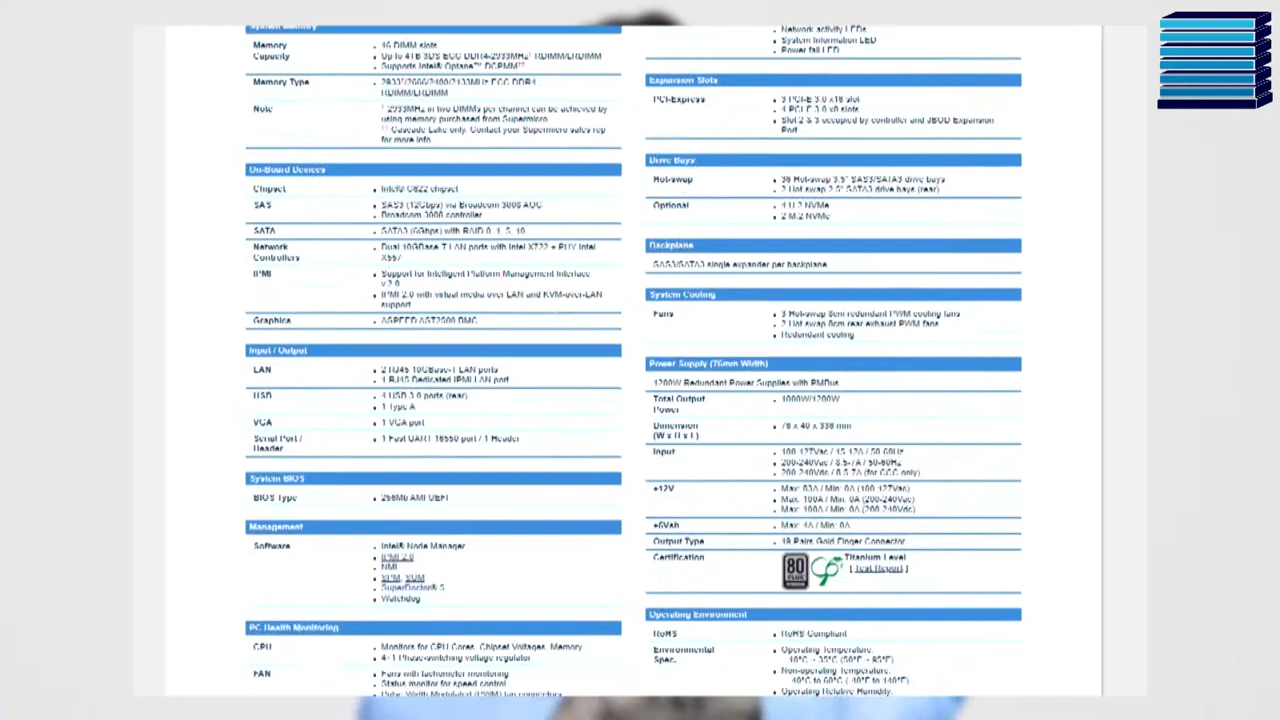 System Memory
Memory Capacity
• 16 DIMM slots
• Up to 4TB 3DS ECC DDR4-2933MHz† RDIMM/LRDIMM
• Supports Intel® Optane™ DCPMM††
Memory Type
• 2933†/2666/2400/2133MHz ECC DDR4
RDIMM/LRDIMM
Note
† 2933MHz in two DIMMs per channel can be achieved by
using memory purchased from Supermicro
†† Cascade Lake only. Contact your Supermicro sales rep
for more info.
On-Board Devices
Chipset
• Intel® C622 chipset
SAS
• SAS3 (12Gbps) via Broadcom 3008 AOC
• Broadcom 3008 controller
SATA
• SATA3 (6Gbps) with RAID 0, 1, 5, 10
Network
Controllers
• Dual 10GBase-T LAN ports with Intel X722 + PHY Intel
X557
IPMI
• Support for Intelligent Platform Management Interface
v.2.0
• IPMI 2.0 with virtual media over LAN and KVM-over-LAN
support
Graphics
• ASPEED AST2500 BMC
Input / Output
LAN
• 2 RJ45 10GBase-T LAN ports
• 1 RJ45 Dedicated IPMI LAN port
USB
• 4 USB 3.0 ports (rear)
• 1 Type A
VGA
• 1 VGA port
Serial Port /
Header
• 1 Fast UART 16550 port / 1 Header
System BIOS
BIOS Type
• 256Mb AMI UEFI
Management
Software
• Intel® Node Manager
• IPMI 2.0
• NMI
• SPM, SUM
• SuperDoctor® 5
• Watchdog
PC Health Monitoring
CPU
• Monitors for CPU Cores, Chipset Voltages, Memory
• 4+1 Phase-switching voltage regulator
FAN
• Fans with tachometer monitoring
• Status monitor for speed control
• Pulse Width Modulated (PWM) fan connectors
• Network activity LEDs
• System Information LED
• Power fail LED
Expansion Slots
PCI-Express
• 3 PCI-E 3.0 x16 slot
• 4 PCI-E 3.0 x8 slots
• Slot 2 & 3 occupied by controller and JBOD Expansion
Port
Drive Bays
Hot-swap
• 36 Hot-swap 3.5" SAS3/SATA3 drive bays
• 2 Hot-swap 2.5" SATA3 drive bays (rear)
Optional
• 4 U.2 NVMe
• 2 M.2 NVMe
Backplane
SAS3/SATA3 single expander per backplane
System Cooling
Fans
• 3 Hot-swap 8cm redundant PWM cooling fans
• 2 Hot swap 8cm rear exhaust PWM fans
• Redundant cooling
Power Supply (76mm Width)
1200W Redundant Power Supplies with PMBus
Total Output
Power
• 1000W/1200W
Dimension
(W x H x L)
• 76 x 40 x 336 mm
Input
• 100-127Vac / 15-12A / 50-60Hz
• 200-240Vac / 8.5-7A / 50-60Hz
• 200-240Vdc / 8.5-7A (for CCC only)
+12V
• Max: 83A / Min: 0A (100-127Vac)
• Max: 100A / Min: 0A (200-240Vac)
• Max: 100A / Min: 0A (200-240Vdc)
+5Vsb
• Max: 4A / Min: 0A
Output Type
• 19 Pairs Gold Finger Connector
Certification
80
PLUS
Titanium Level
[ Test Report ]
Operating Environment
RoHS
• RoHS Compliant
Environmental
Spec.
• Operating Temperature:
10°C ~ 35°C (50°F ~ 95°F)
• Non-operating Temperature:
-40°C to 60°C (-40°F to 140°F)
• Operating Relative Humidity: